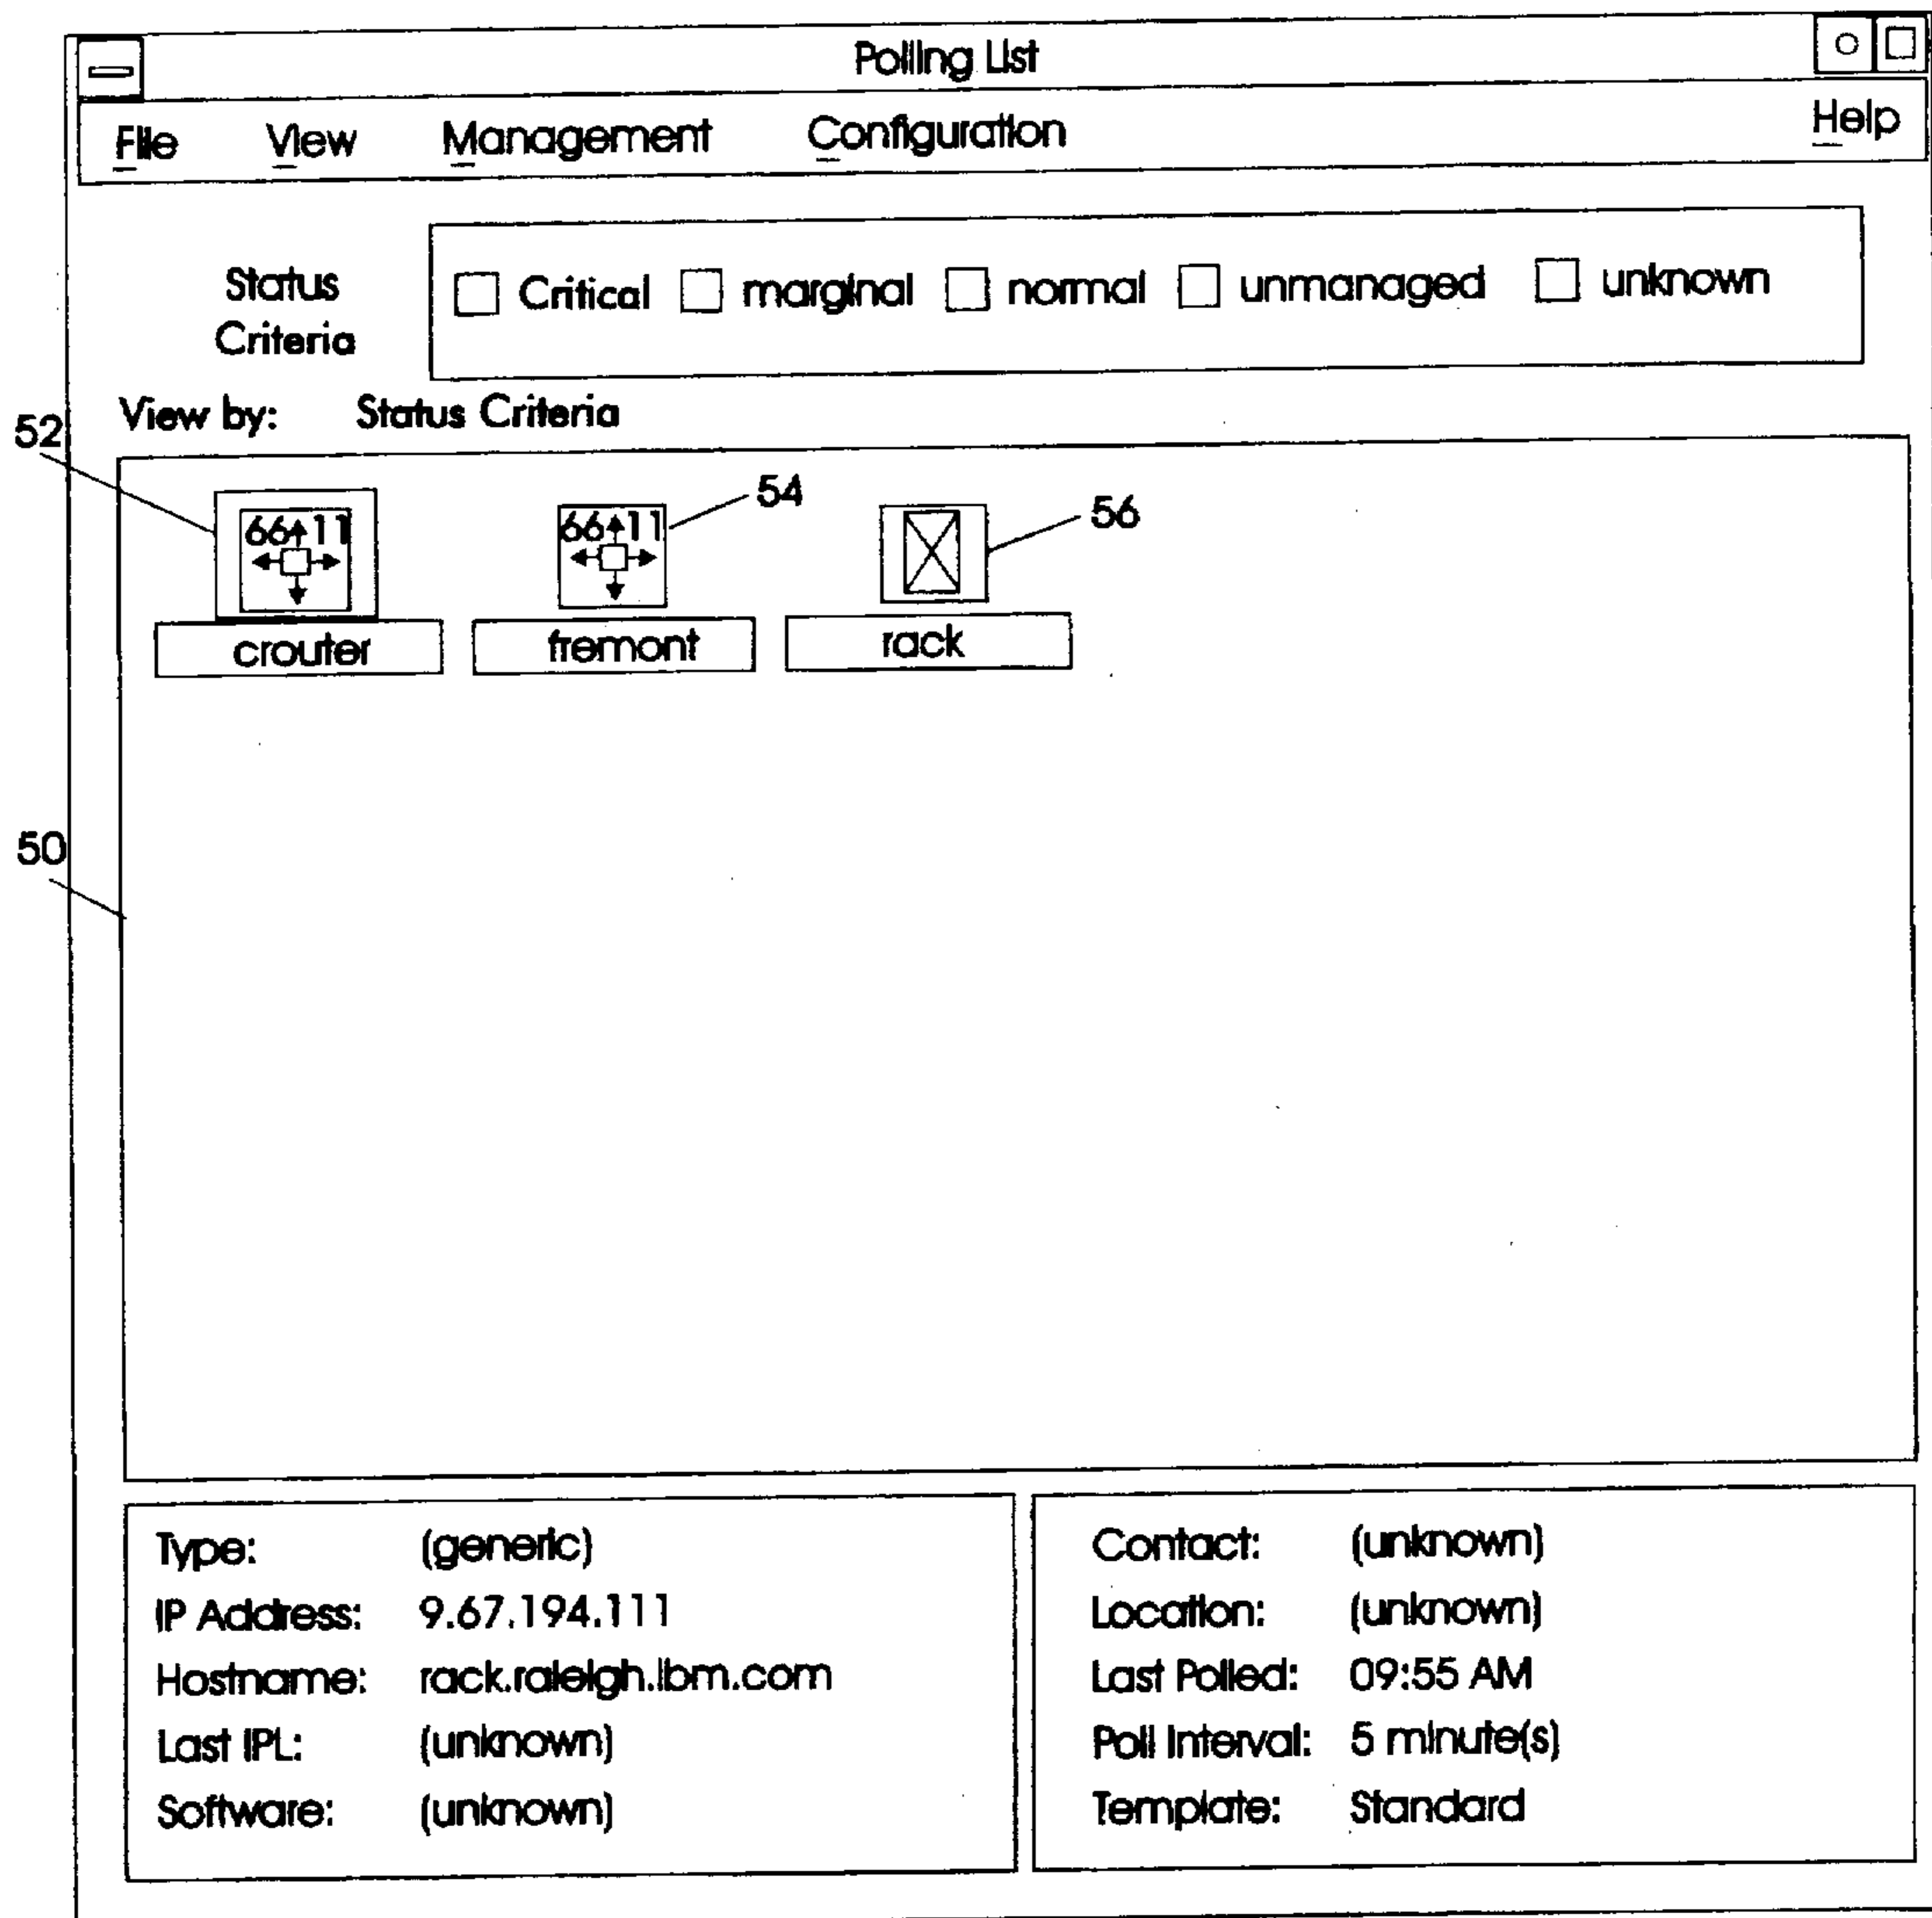 Polling List
File View Management Configuration Help
Status Criteria
Critical marginal normal unmanaged unknown
View by: Status Criteria
52
54
56
66 11
66 11
crouter fremont rack
50
Type: (generic)
IP Address: 9.67.194.111
Hostname: rack.raleigh.ibm.com
Last IPL: (unknown)
Software: (unknown)
Contact: (unknown)
Location: (unknown)
Last Polled: 09:55 AM
Poll Interval: 5 minute(s)
Template: Standard